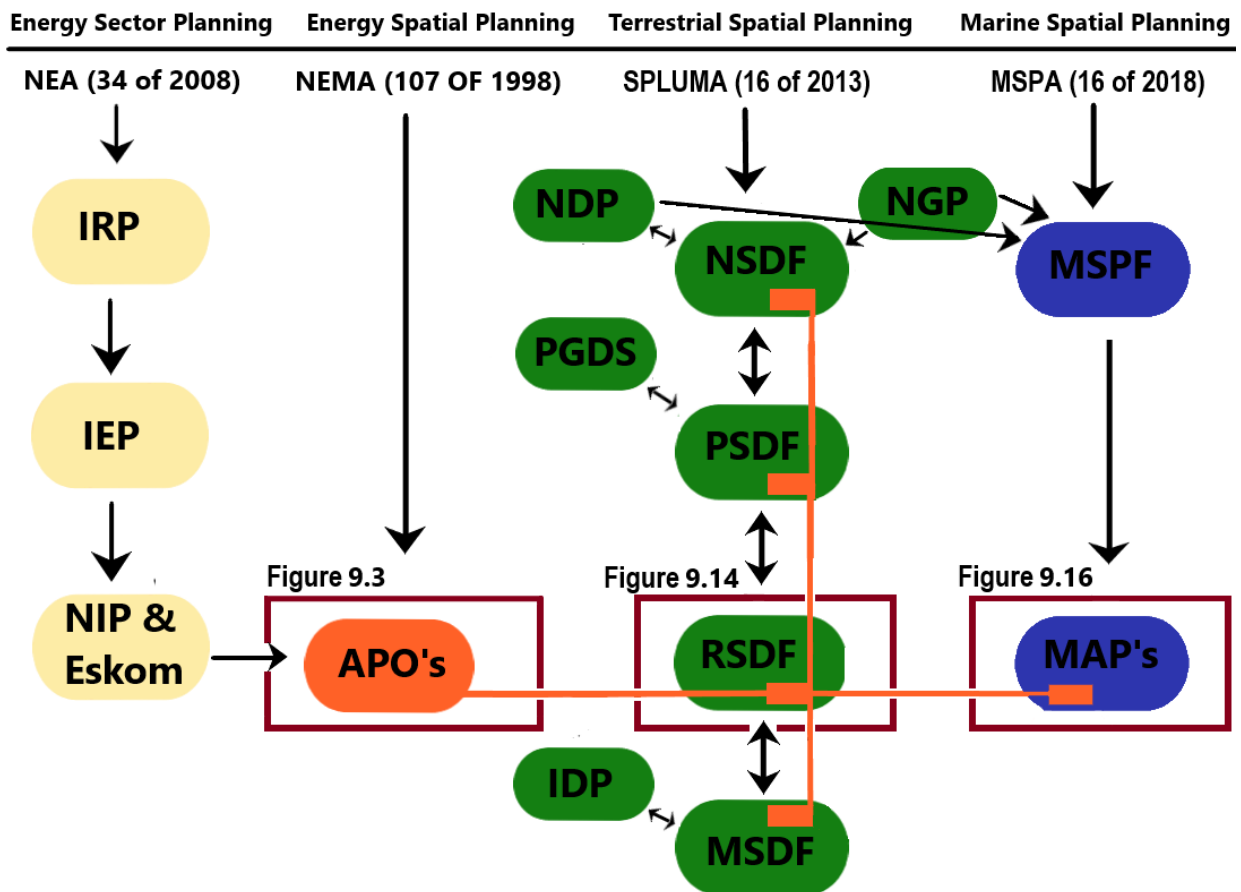 Energy Sector Planning
Energy Spatial Planning
Terrestrial Spatial Planning
Marine Spatial Planning
NEA (34 of 2008)
NEMA (107 OF 1998)
SPLUMA (16 of 2013)
MSPA (16 of 2018)
IRP
NDP
NGP
NSDF
MSPF
PGDS
IEP
PSDF
Figure 9.3
Figure 9.14
Figure 9.16
NIP &
Eskom
APO's
RSDF
MAP's
IDP
MSDF